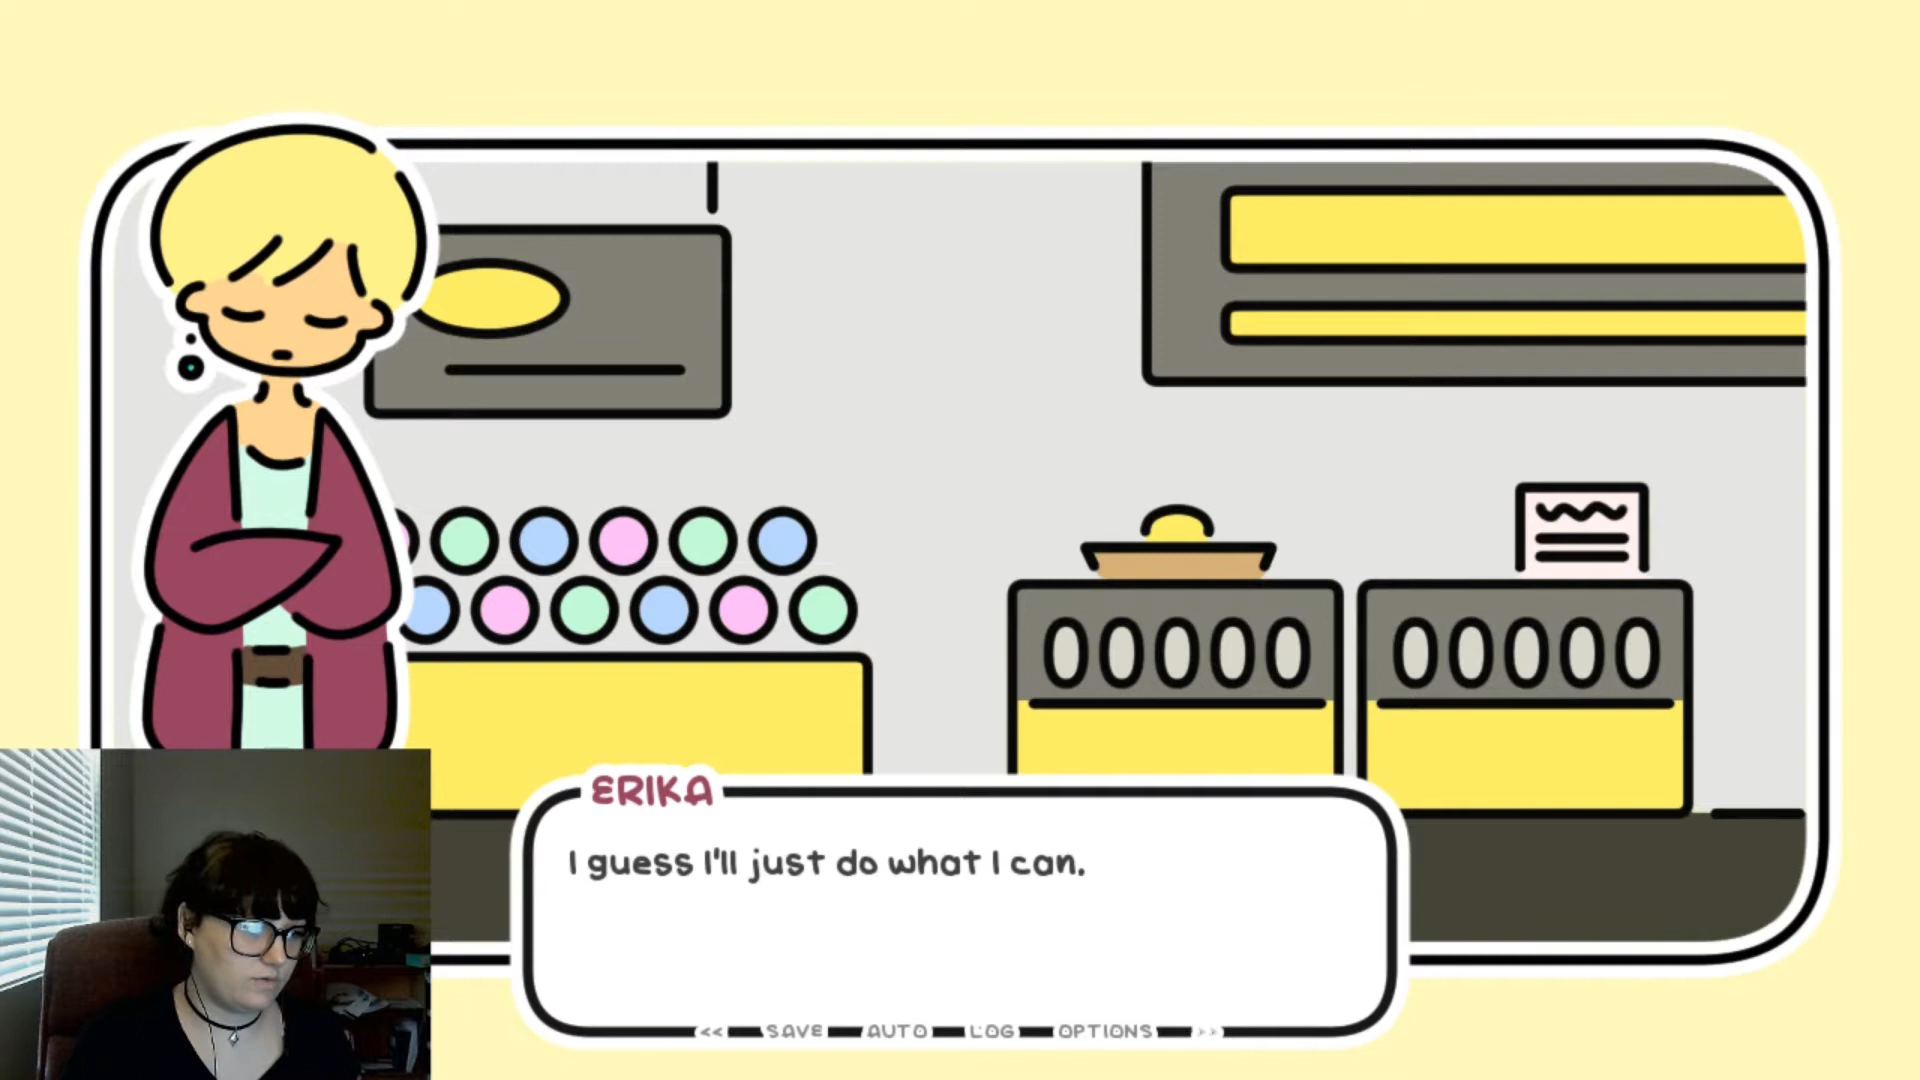 ERIKA
I guess I'll just do what I can.
<< SAVE AUTO LOG OPTIONS >>